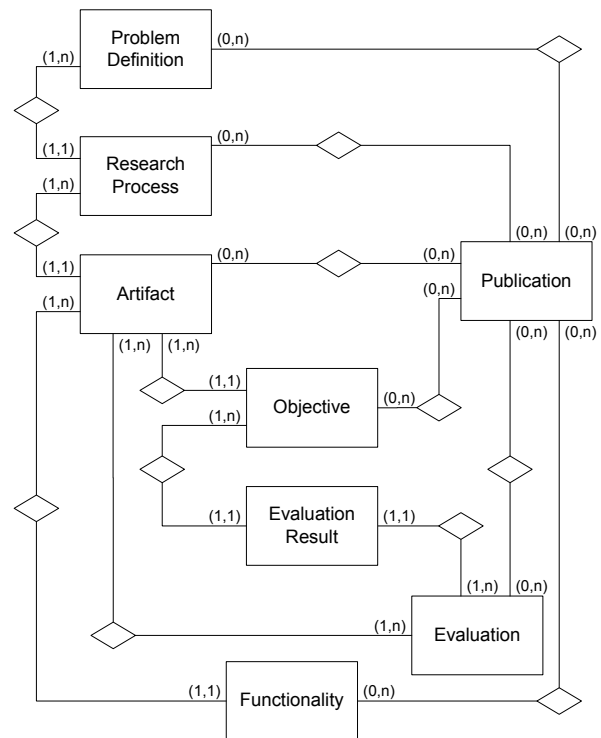 Problem
Definition
(0,n)
(1,n)
(1,1)
(0,n)
Research
Process
(1,n)
(1,1)
(0,n)
(0,n)
(0,n)
(0,n)
Artifact
Publication
(1,n)
(0,n)
(1,n)
(1,n)
(0,n)
(0,n)
(1,1)
Objective
(0,n)
(1,n)
(1,1)
Evaluation
Result
(1,1)
(1,n)
(0,n)
(1,n)
Evaluation
(1,1)
Functionality
(0,n)